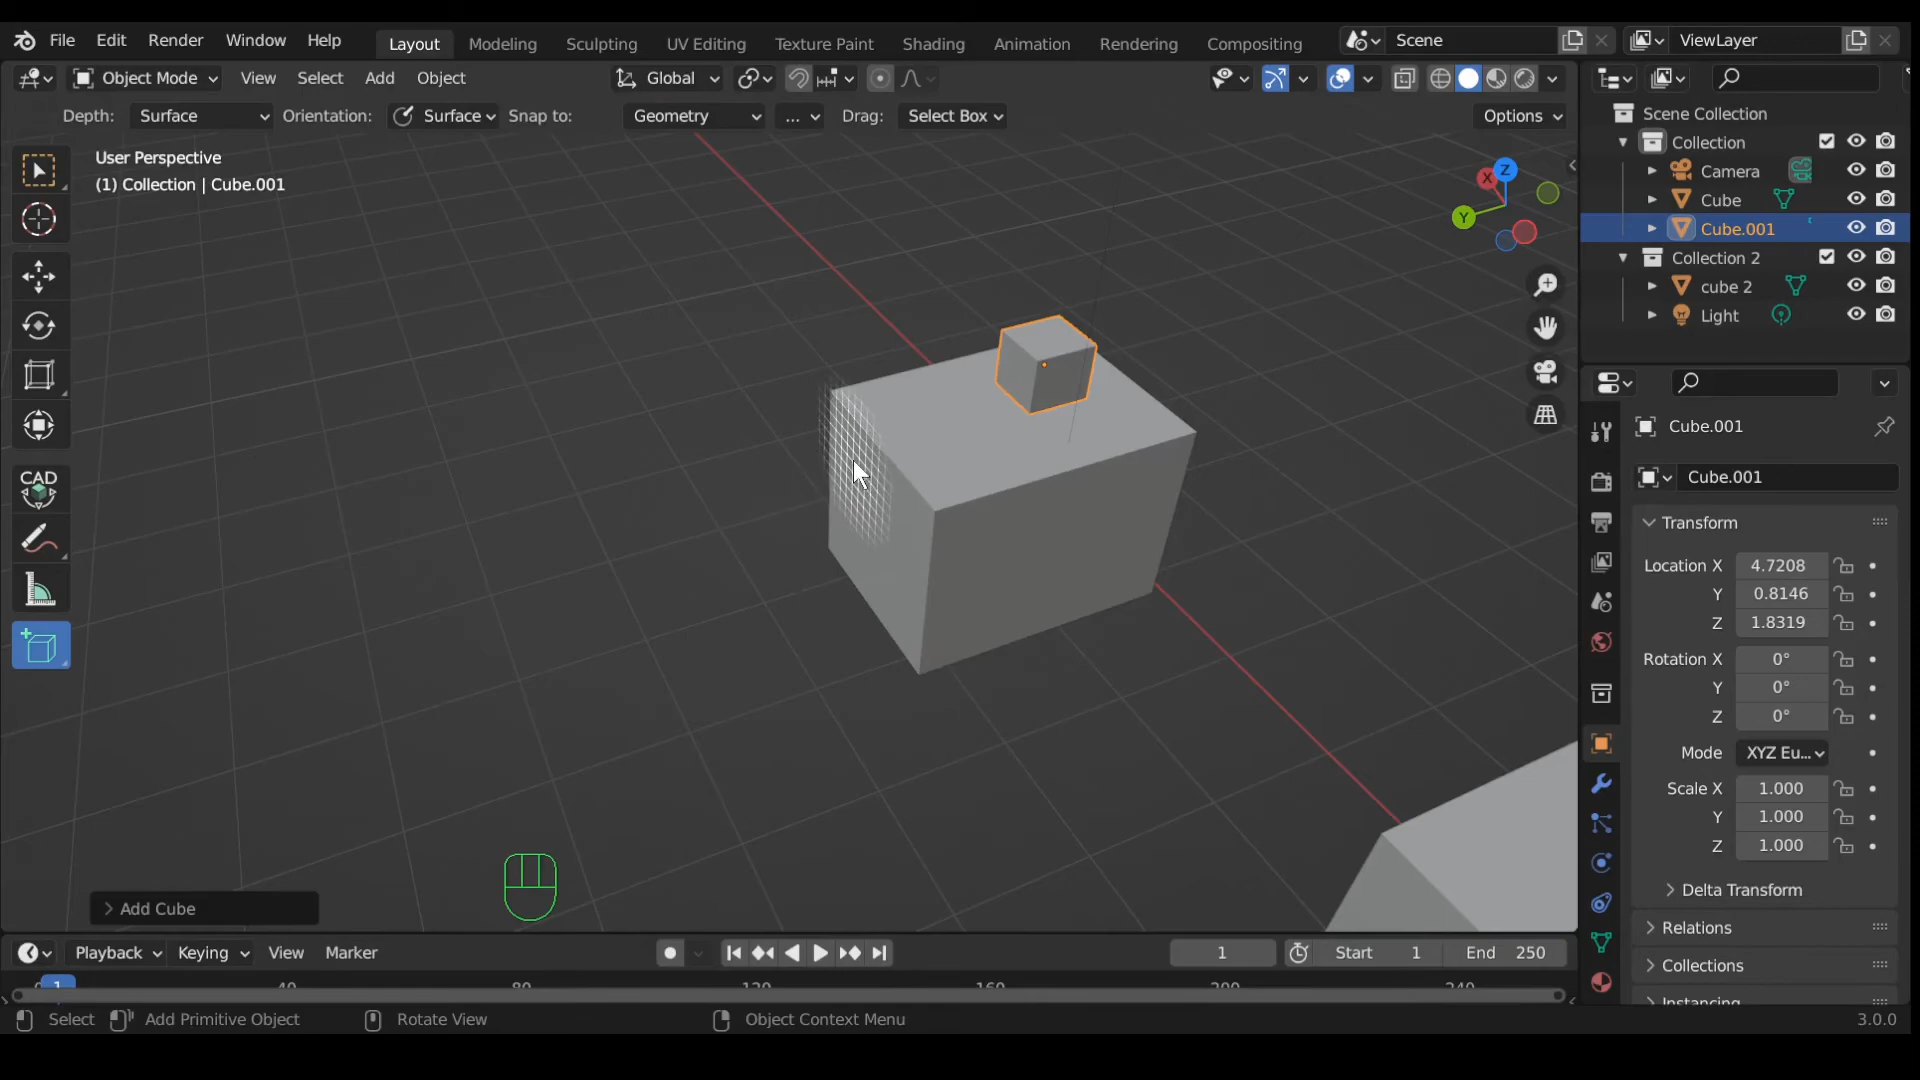 File Edit Render Window Help Layout Modeling Sculpting UV Editing Texture Paint Shading Animation Rendering Compositing Scene ViewLayer
Object Mode View Select Add Object Global
Depth: Surface Orientation: Surface Snap to: Geometry ... Drag: Select Box Options
User Perspective
(1) Collection | Cube.001
Z
X
Y
CAD
Add Cube
Scene Collection
Collection
Camera
Cube
Cube.001
Collection 2
cube 2
Light
Cube.001
Cube.001
Transform
Location X 4.7208
Y 0.8146
Z 1.8319
Rotation X 0°
Y 0°
Z 0°
Mode XYZ Eu...
Scale X 1.000
Y 1.000
Z 1.000
Delta Transform
Relations
Collections
Instancing
Playback Keying View Marker 1 Start 1 End 250
1 40 80 120 160 200 240
Select Add Primitive Object Rotate View Object Context Menu 3.0.0